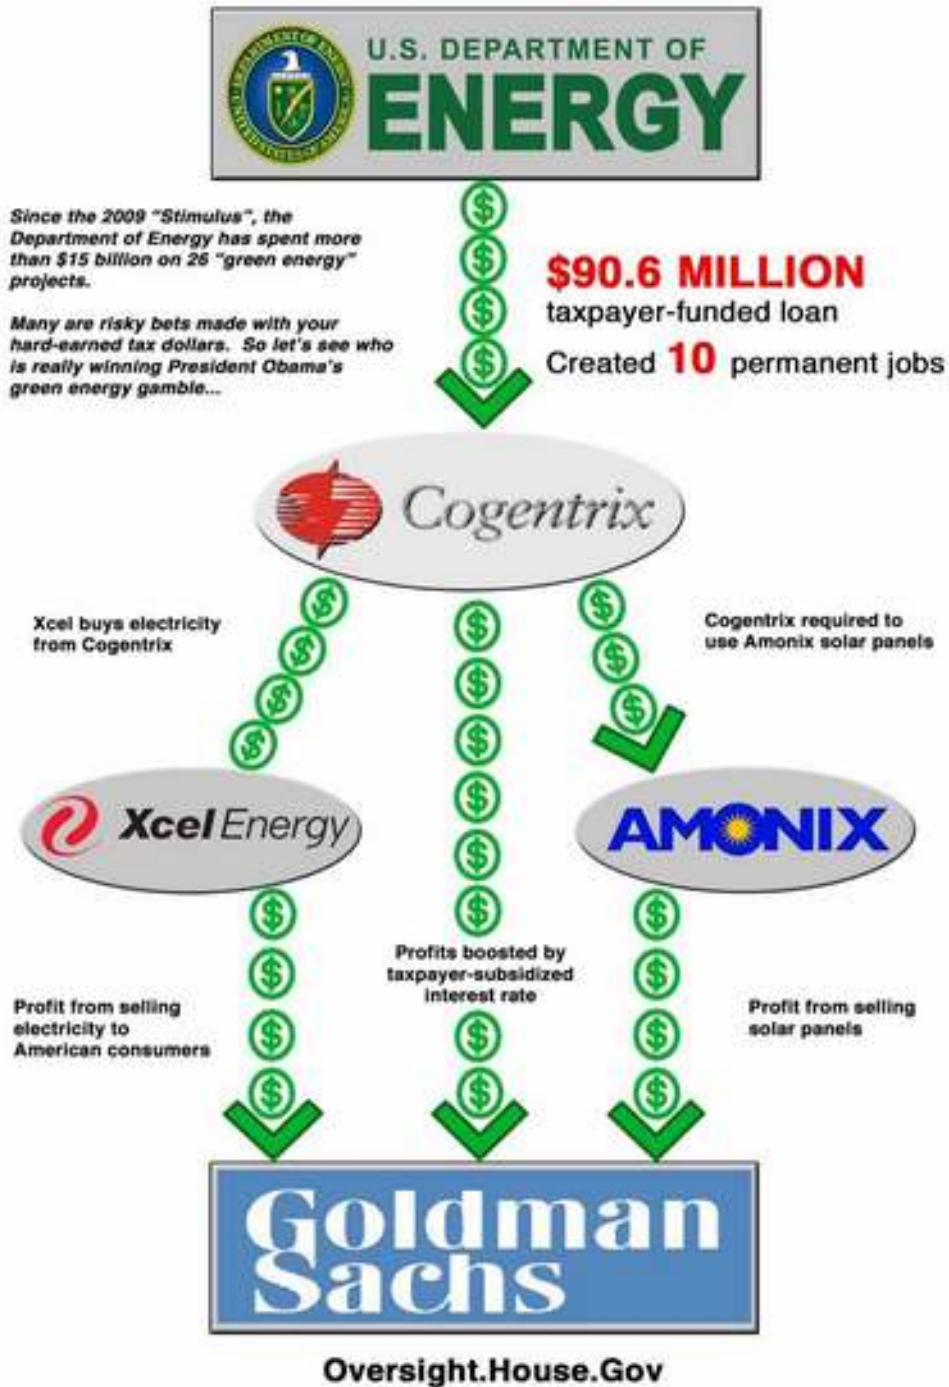 U.S. DEPARTMENT OF
ENERGY
Since the 2009 "Stimulus", the
Department of Energy has spent more
than $15 billion on 26 "green energy"
projects.
Many are risky bets made with your
hard-earned tax dollars. So let's see who
is really winning President Obama's
green energy gamble...
$90.6 MILLION
taxpayer-funded loan
Created 10 permanent jobs
Cogentrix
Xcel buys electricity
from Cogentrix
Cogentrix required to
use Amonix solar panels
Xcel Energy
AMONIX
Profits boosted by
taxpayer-subsidized
interest rate
Profit from selling
electricity to
American consumers
Profit from selling
solar panels
Goldman
Sachs
Oversight.House.Gov